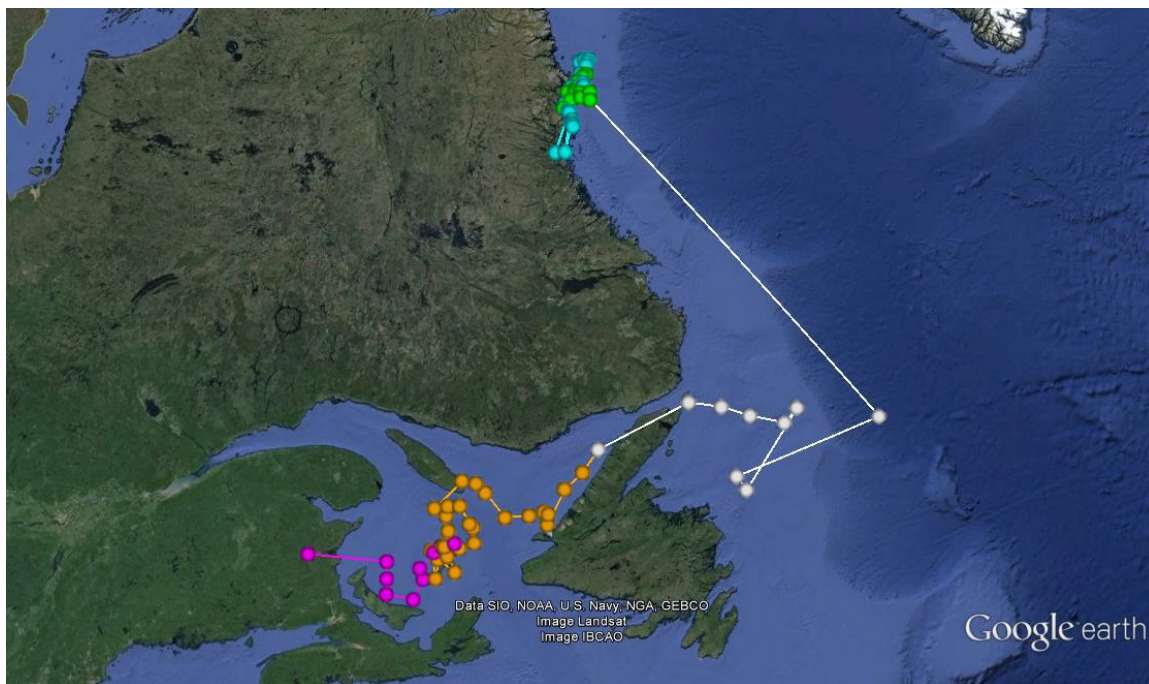 Data SIO, NOAA, U.S. Navy, NGA, GEBCO
Image Landsat
Image IBCAO
Google earth